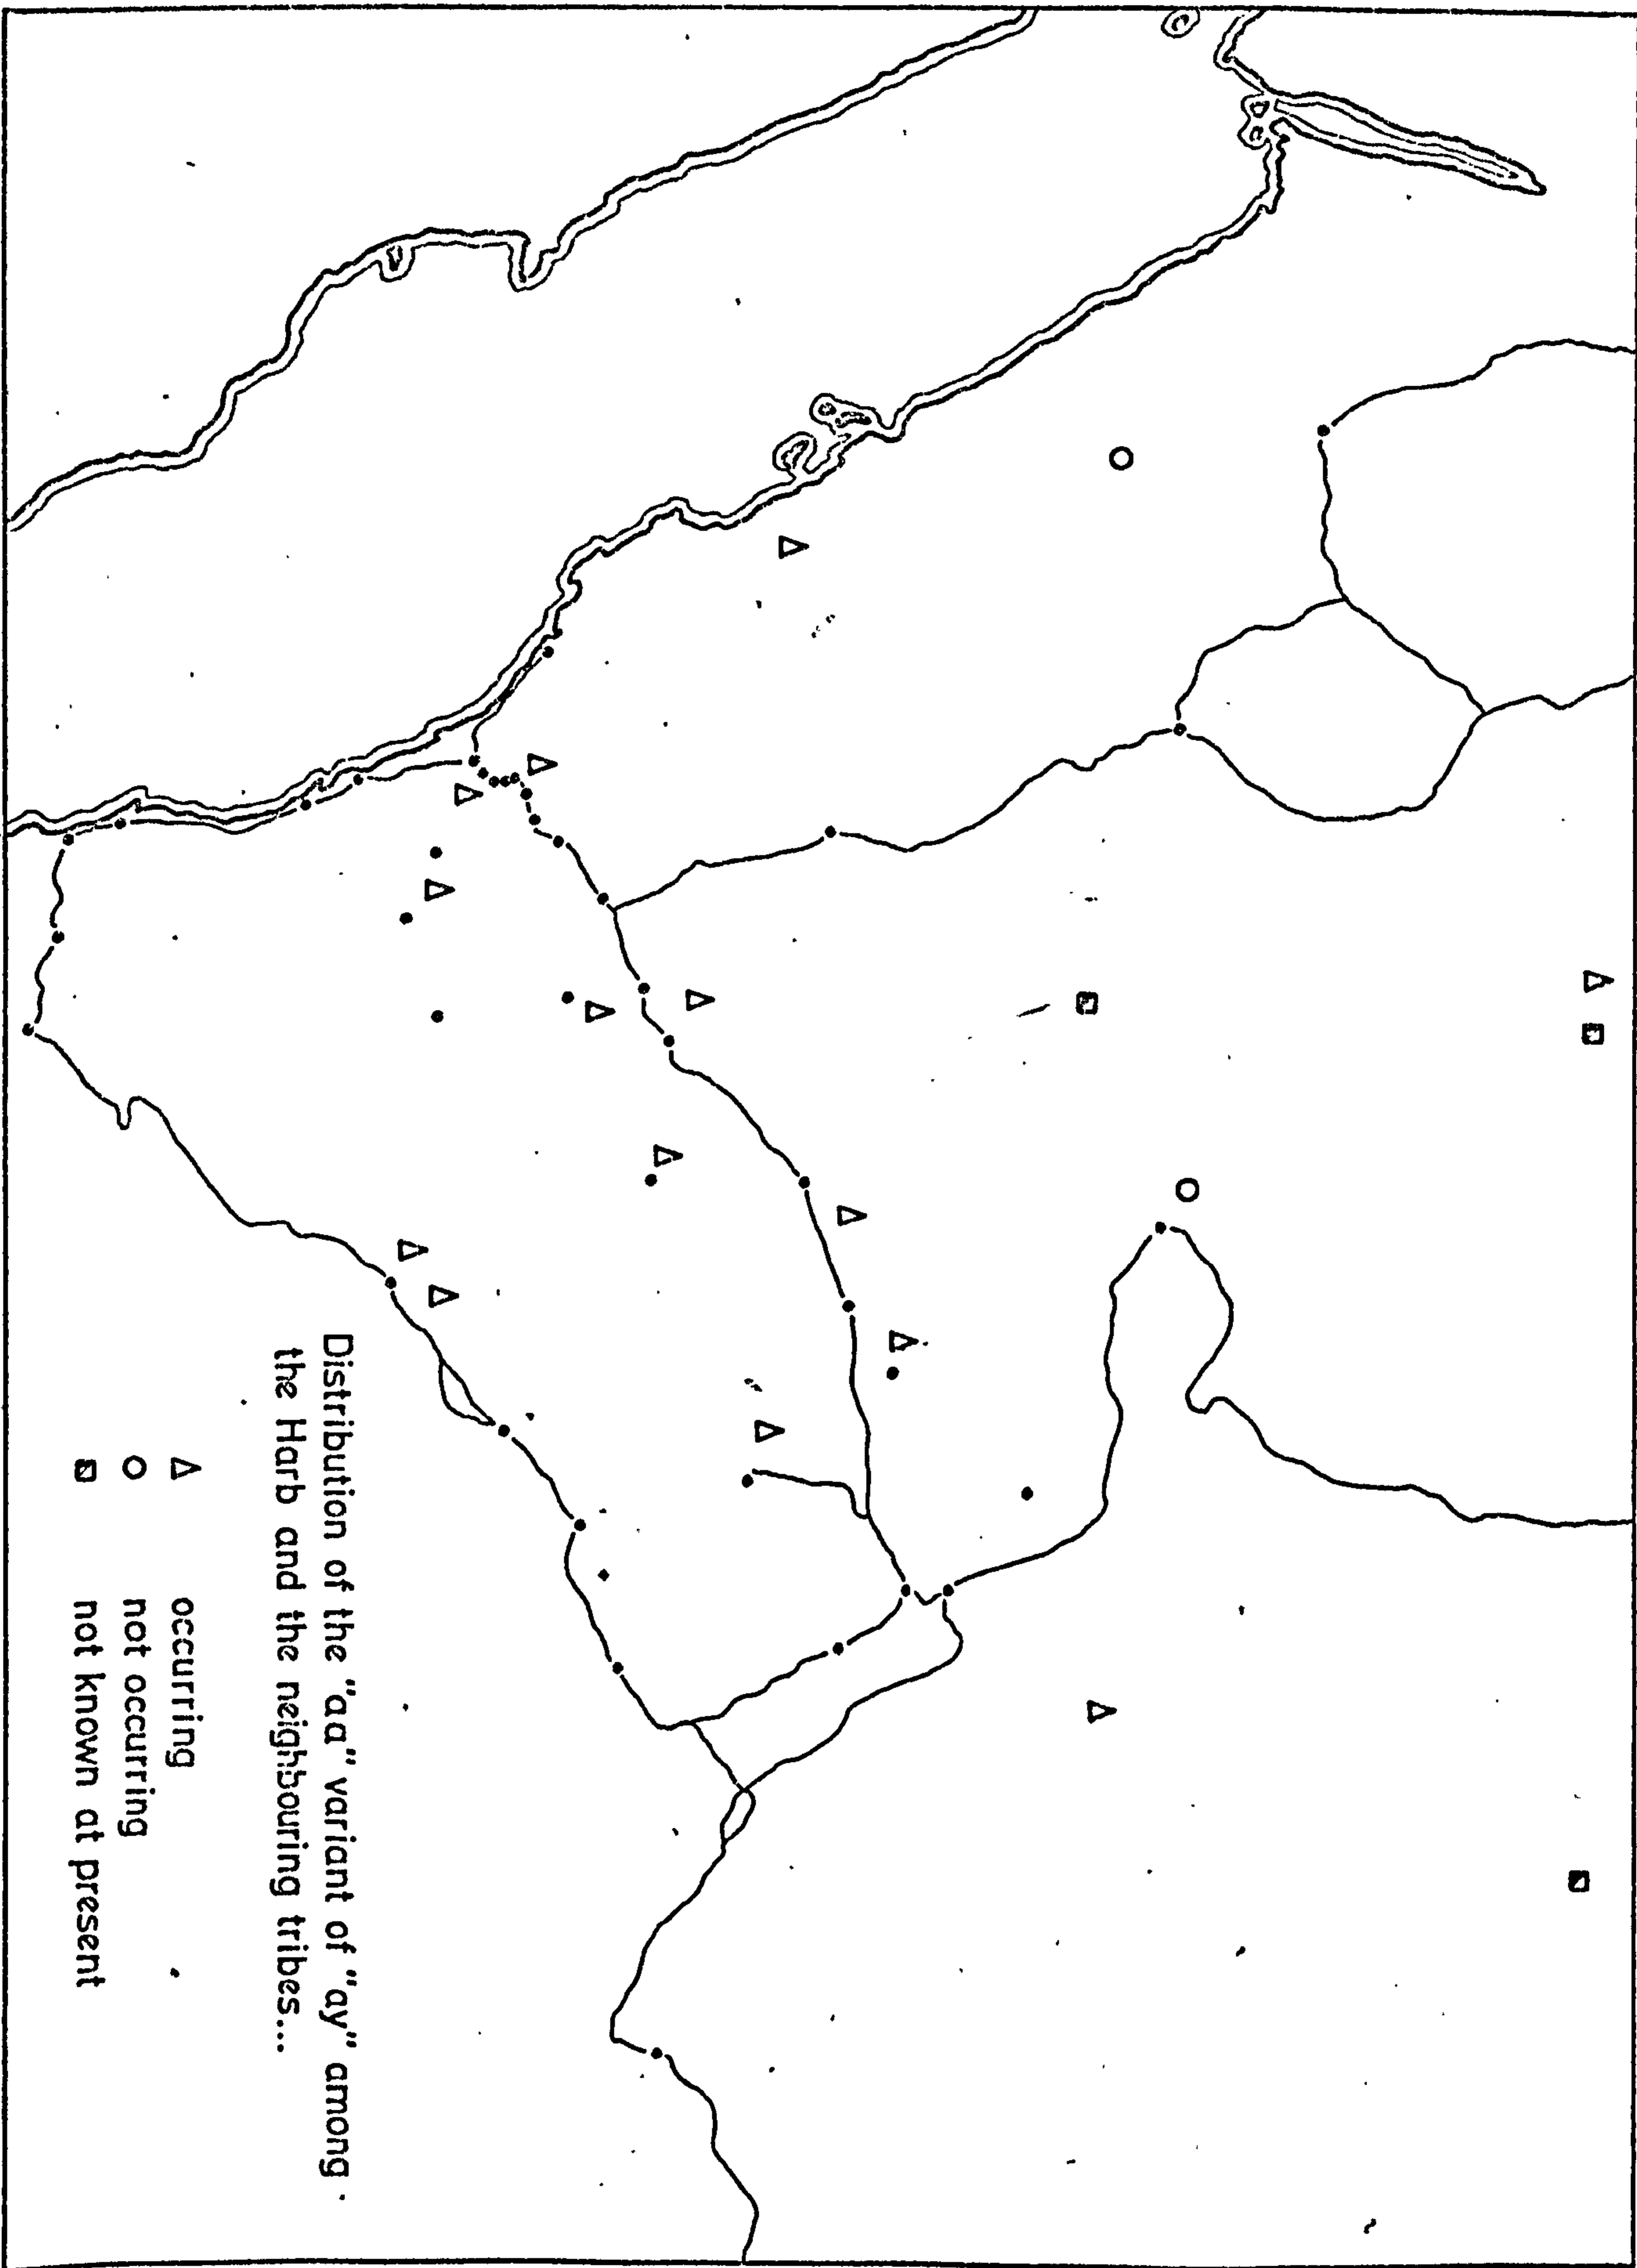 Distribution of the "aa" variant of "ay" among
the Harb and the neighbouring tribes....
occurring
not occurring
not known at present